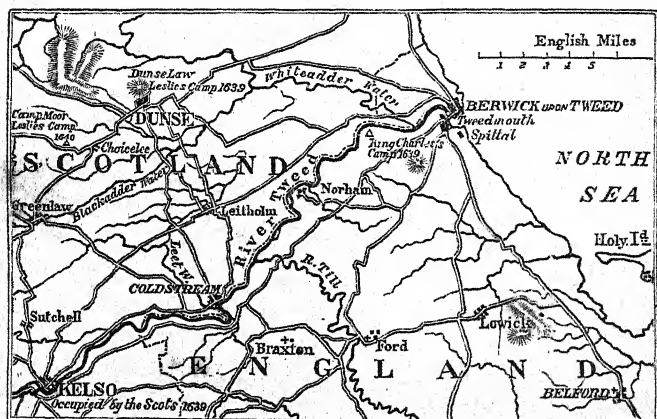 English Miles
1 2 3 4 5
Dunse Law
Leslies Camp 1639
DUNSE
Whiteadder Water
BERWICK UPON TWEED
Tweedmouth
Spittal
Camp Moor
Leslies Camp
1640
Choicelee
King Charles's
Camp 1639
SCOTLAND
NORTH
SEA
Blackadder Water
River Tweed
Norham
Greenlaw
Leitholm
Holy Id
Leet W.
R. Till
COLDSTREAM
Sutchell
Lowick
Ford
Braxton
ENGLAND
KELSO
BELFORD
Occupied by the Scots 1639